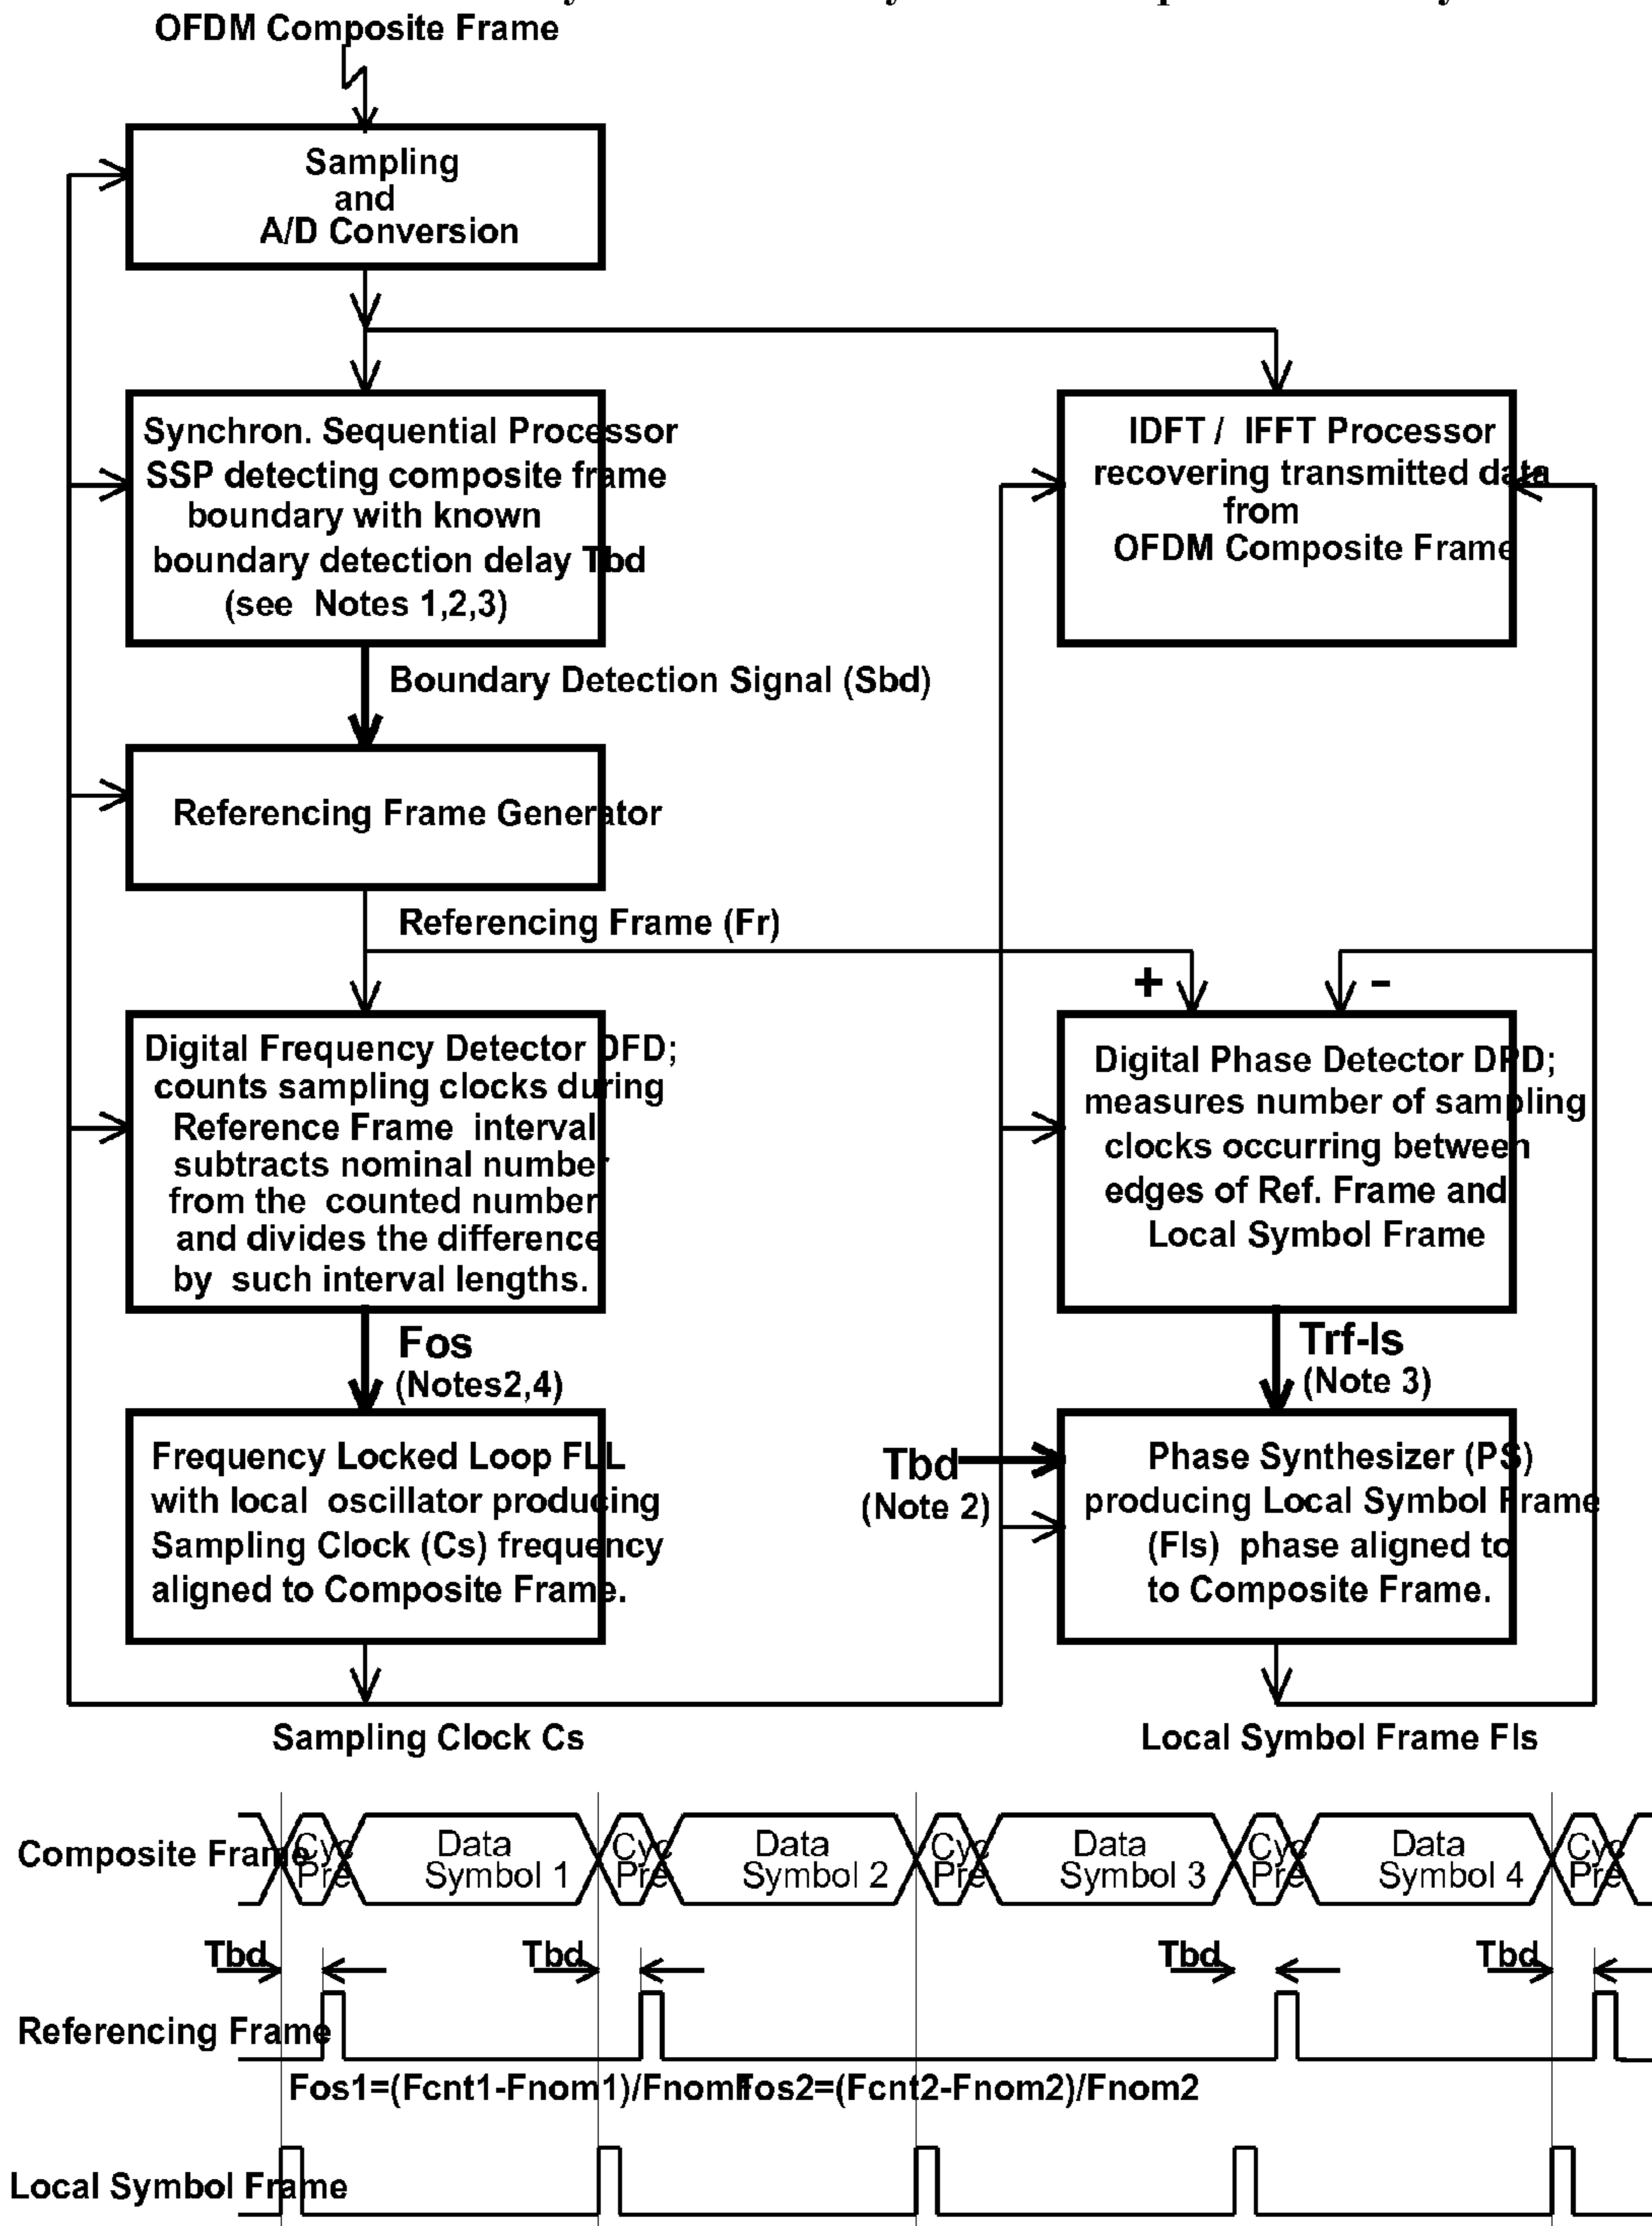 OFDM Composite Frame
Sampling
and
A/D Conversion
Synchron. Sequential Processor
SSP detecting composite frame
boundary with known
boundary detection delay Tbd
(see Notes 1,2,3)
IDFT / IFFT Processor
recovering transmitted data
from
OFDM Composite Frame
Boundary Detection Signal (Sbd)
Referencing Frame Generator
Referencing Frame (Fr)
+
-
Digital Frequency Detector DFD;
counts sampling clocks during
Reference Frame interval
subtracts nominal number
from the counted number
and divides the difference
by such interval lengths.
Digital Phase Detector DPD;
measures number of sampling
clocks occurring between
edges of Ref. Frame and
Local Symbol Frame
Fos
(Notes2,4)
Trf-ls
(Note 3)
Frequency Locked Loop FLL
with local oscillator producing
Sampling Clock (Cs) frequency
aligned to Composite Frame.
Tbd
(Note 2)
Phase Synthesizer (PS)
producing Local Symbol Frame
(Fls) phase aligned to
to Composite Frame.
Sampling Clock Cs
Local Symbol Frame Fls
Composite Frame
Cyc
Pre
Data
Symbol 1
Cyc
Pre
Data
Symbol 2
Cyc
Pre
Data
Symbol 3
Cyc
Pre
Data
Symbol 4
Cyc
Pre
Tbd
Tbd
Tbd
Tbd
Referencing Frame
Fos1=(Fcnt1-Fnom1)/Fnom1
Fos2=(Fcnt2-Fnom2)/Fnom2
Local Symbol Frame